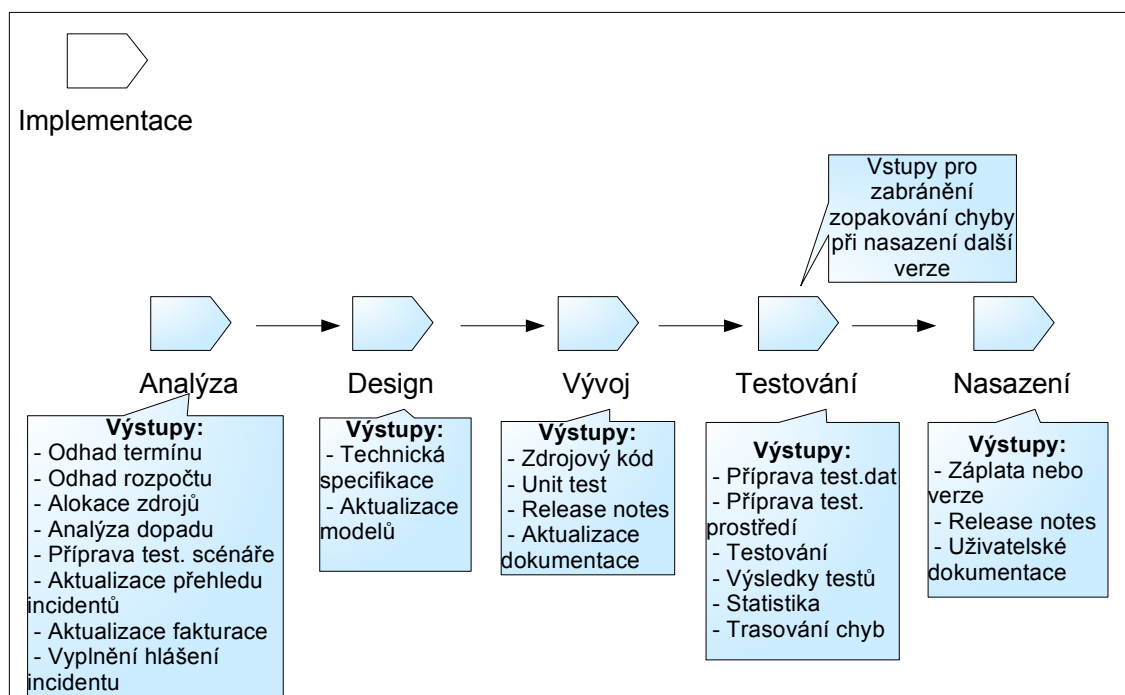 Implementace
Vstupy pro
zabránění
zopakování chyby
při nasazení další
verze
Analýza
Design
Vývoj
Testování
Nasazení
Výstupy:
- Odhad termínu
- Odhad rozpočtu
- Alokace zdrojů
- Analýza dopadu
- Příprava test. scénáře
- Aktualizace přehledu
incidentů
- Aktualizace fakturace
- Vyplnění hlášení
incidentu
Výstupy:
- Technická
specifikace
- Aktualizace
modelů
Výstupy:
- Zdrojový kód
- Unit test
- Release notes
- Aktualizace
dokumentace
Výstupy:
- Příprava test.dat
- Příprava test.
prostředí
- Testování
- Výsledky testů
- Statistika
- Trasování chyb
Výstupy:
- Záplata nebo
verze
- Release notes
- Uživatelské
dokumentace